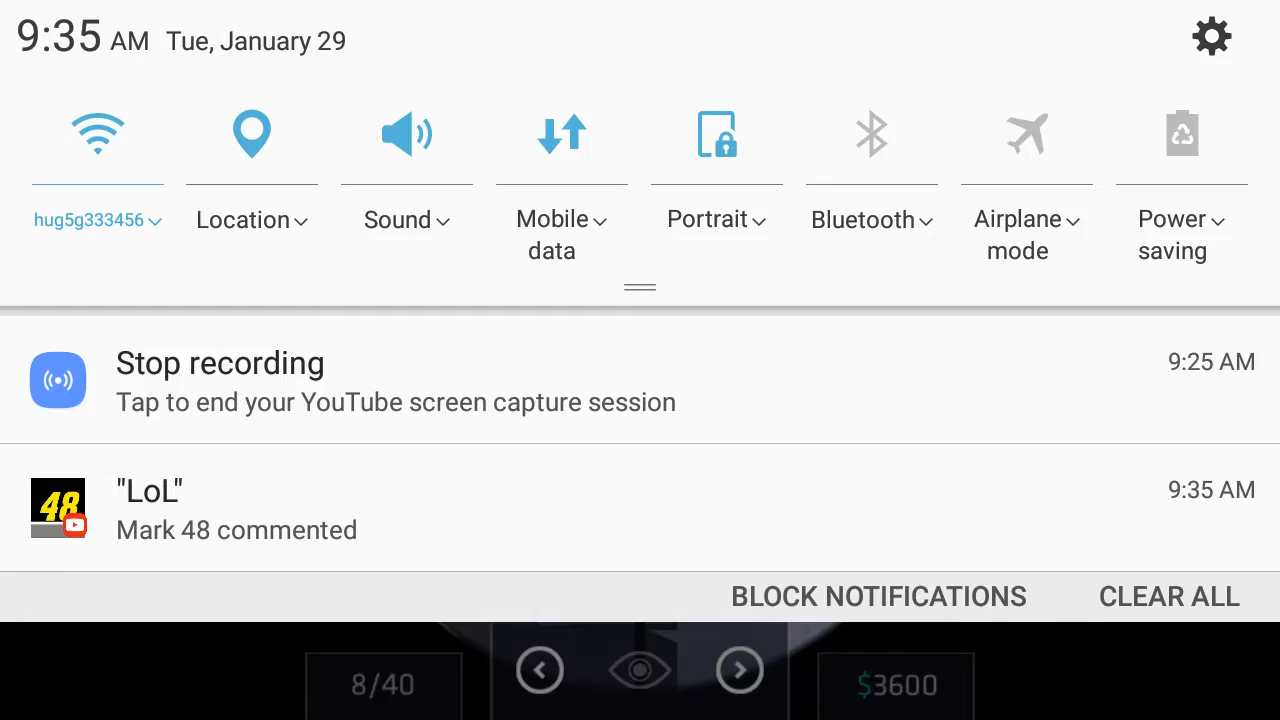 9:35 AM Tue, January 29
hug5g333456
Location
Sound
Mobile data
Portrait
Bluetooth
Airplane mode
Power saving
Stop recording
9:25 AM
Tap to end your YouTube screen capture session
48
"LoL"
9:35 AM
Mark 48 commented
BLOCK NOTIFICATIONS
CLEAR ALL
8/40
$3600